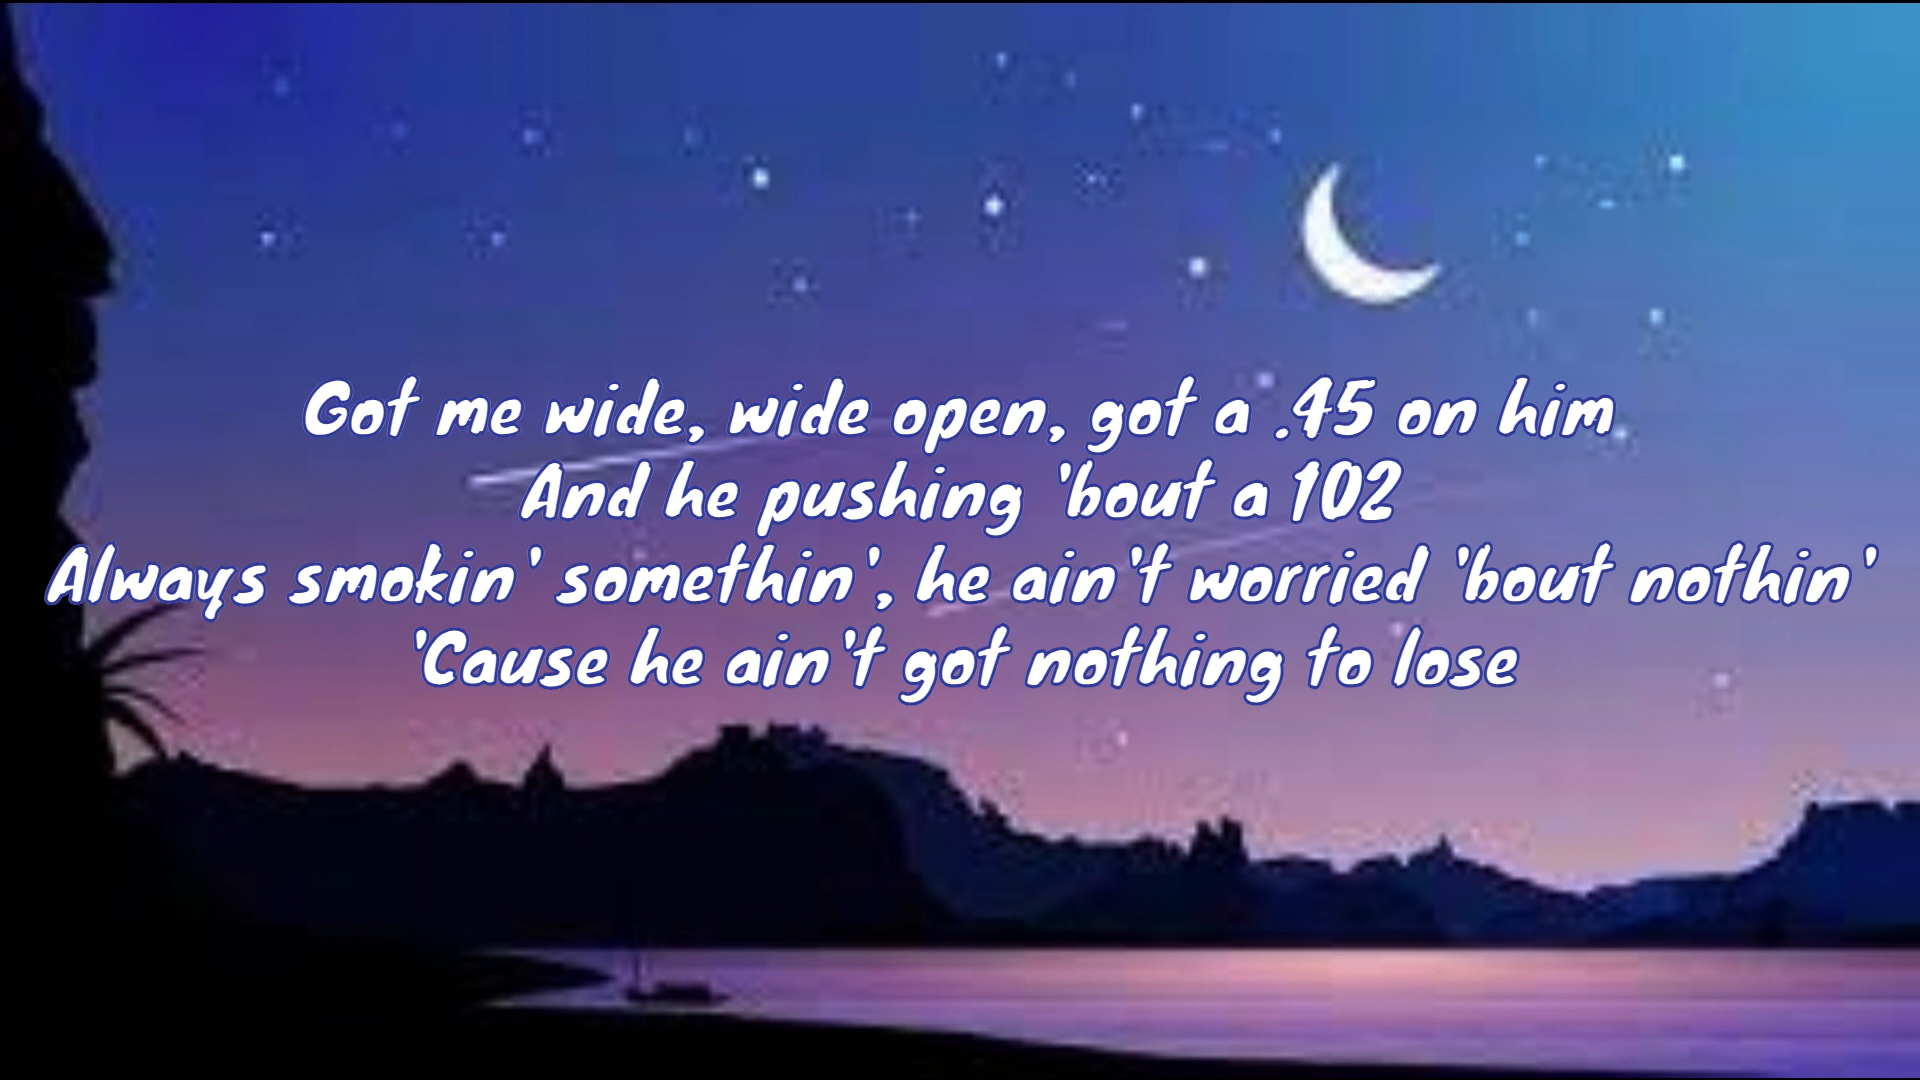 Got me wide, wide open, got a .45 on him
And he pushing 'bout a 102
Always smokin' somethin', he ain't worried 'bout nothin'
'Cause he ain't got nothing to lose